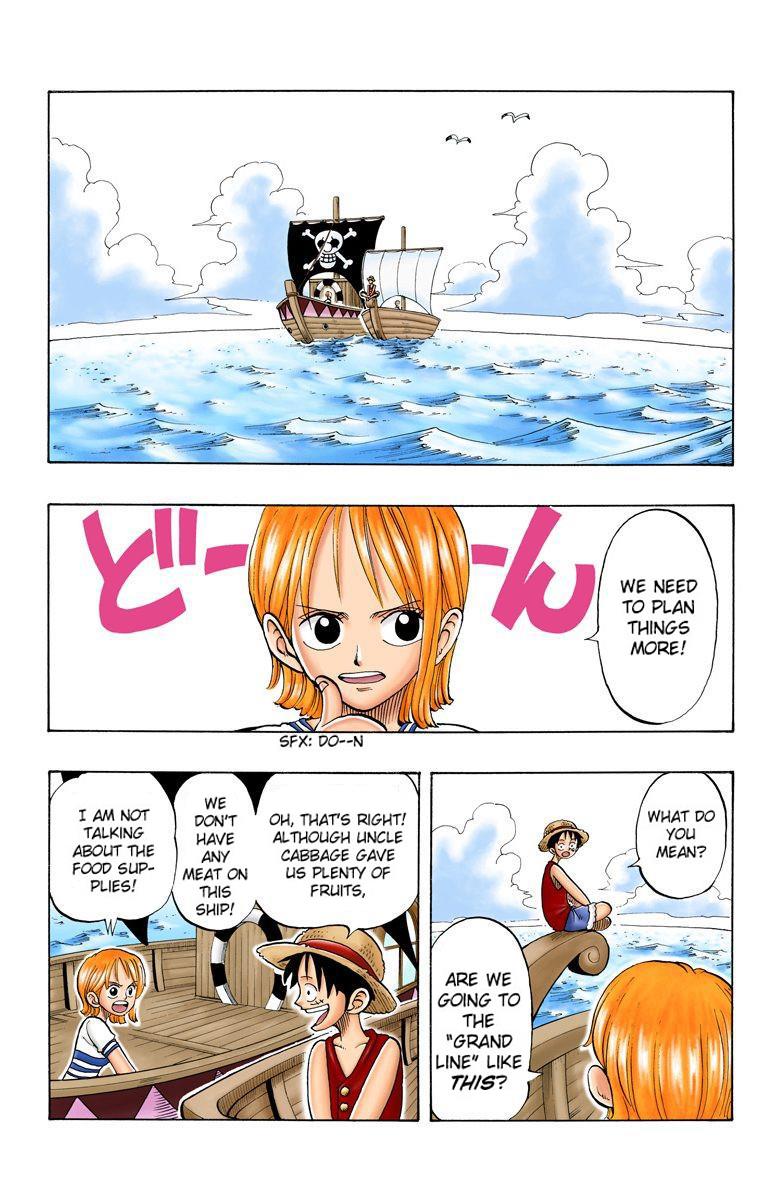 どーーん
WE NEED
TO PLAN
THINGS
MORE!
SFX: DO--N
WHAT DO
YOU
MEAN?
ARE WE
GOING TO
THE
"GRAND
LINE" LIKE
THIS?
OH, THAT'S RIGHT!
ALTHOUGH UNCLE
CABBAGE GAVE
US PLENTY OF
FRUITS,
WE
DON'T
HAVE
ANY
MEAT ON
THIS
SHIP!
I AM NOT
TALKING
ABOUT THE
FOOD SUP-
PLIES!